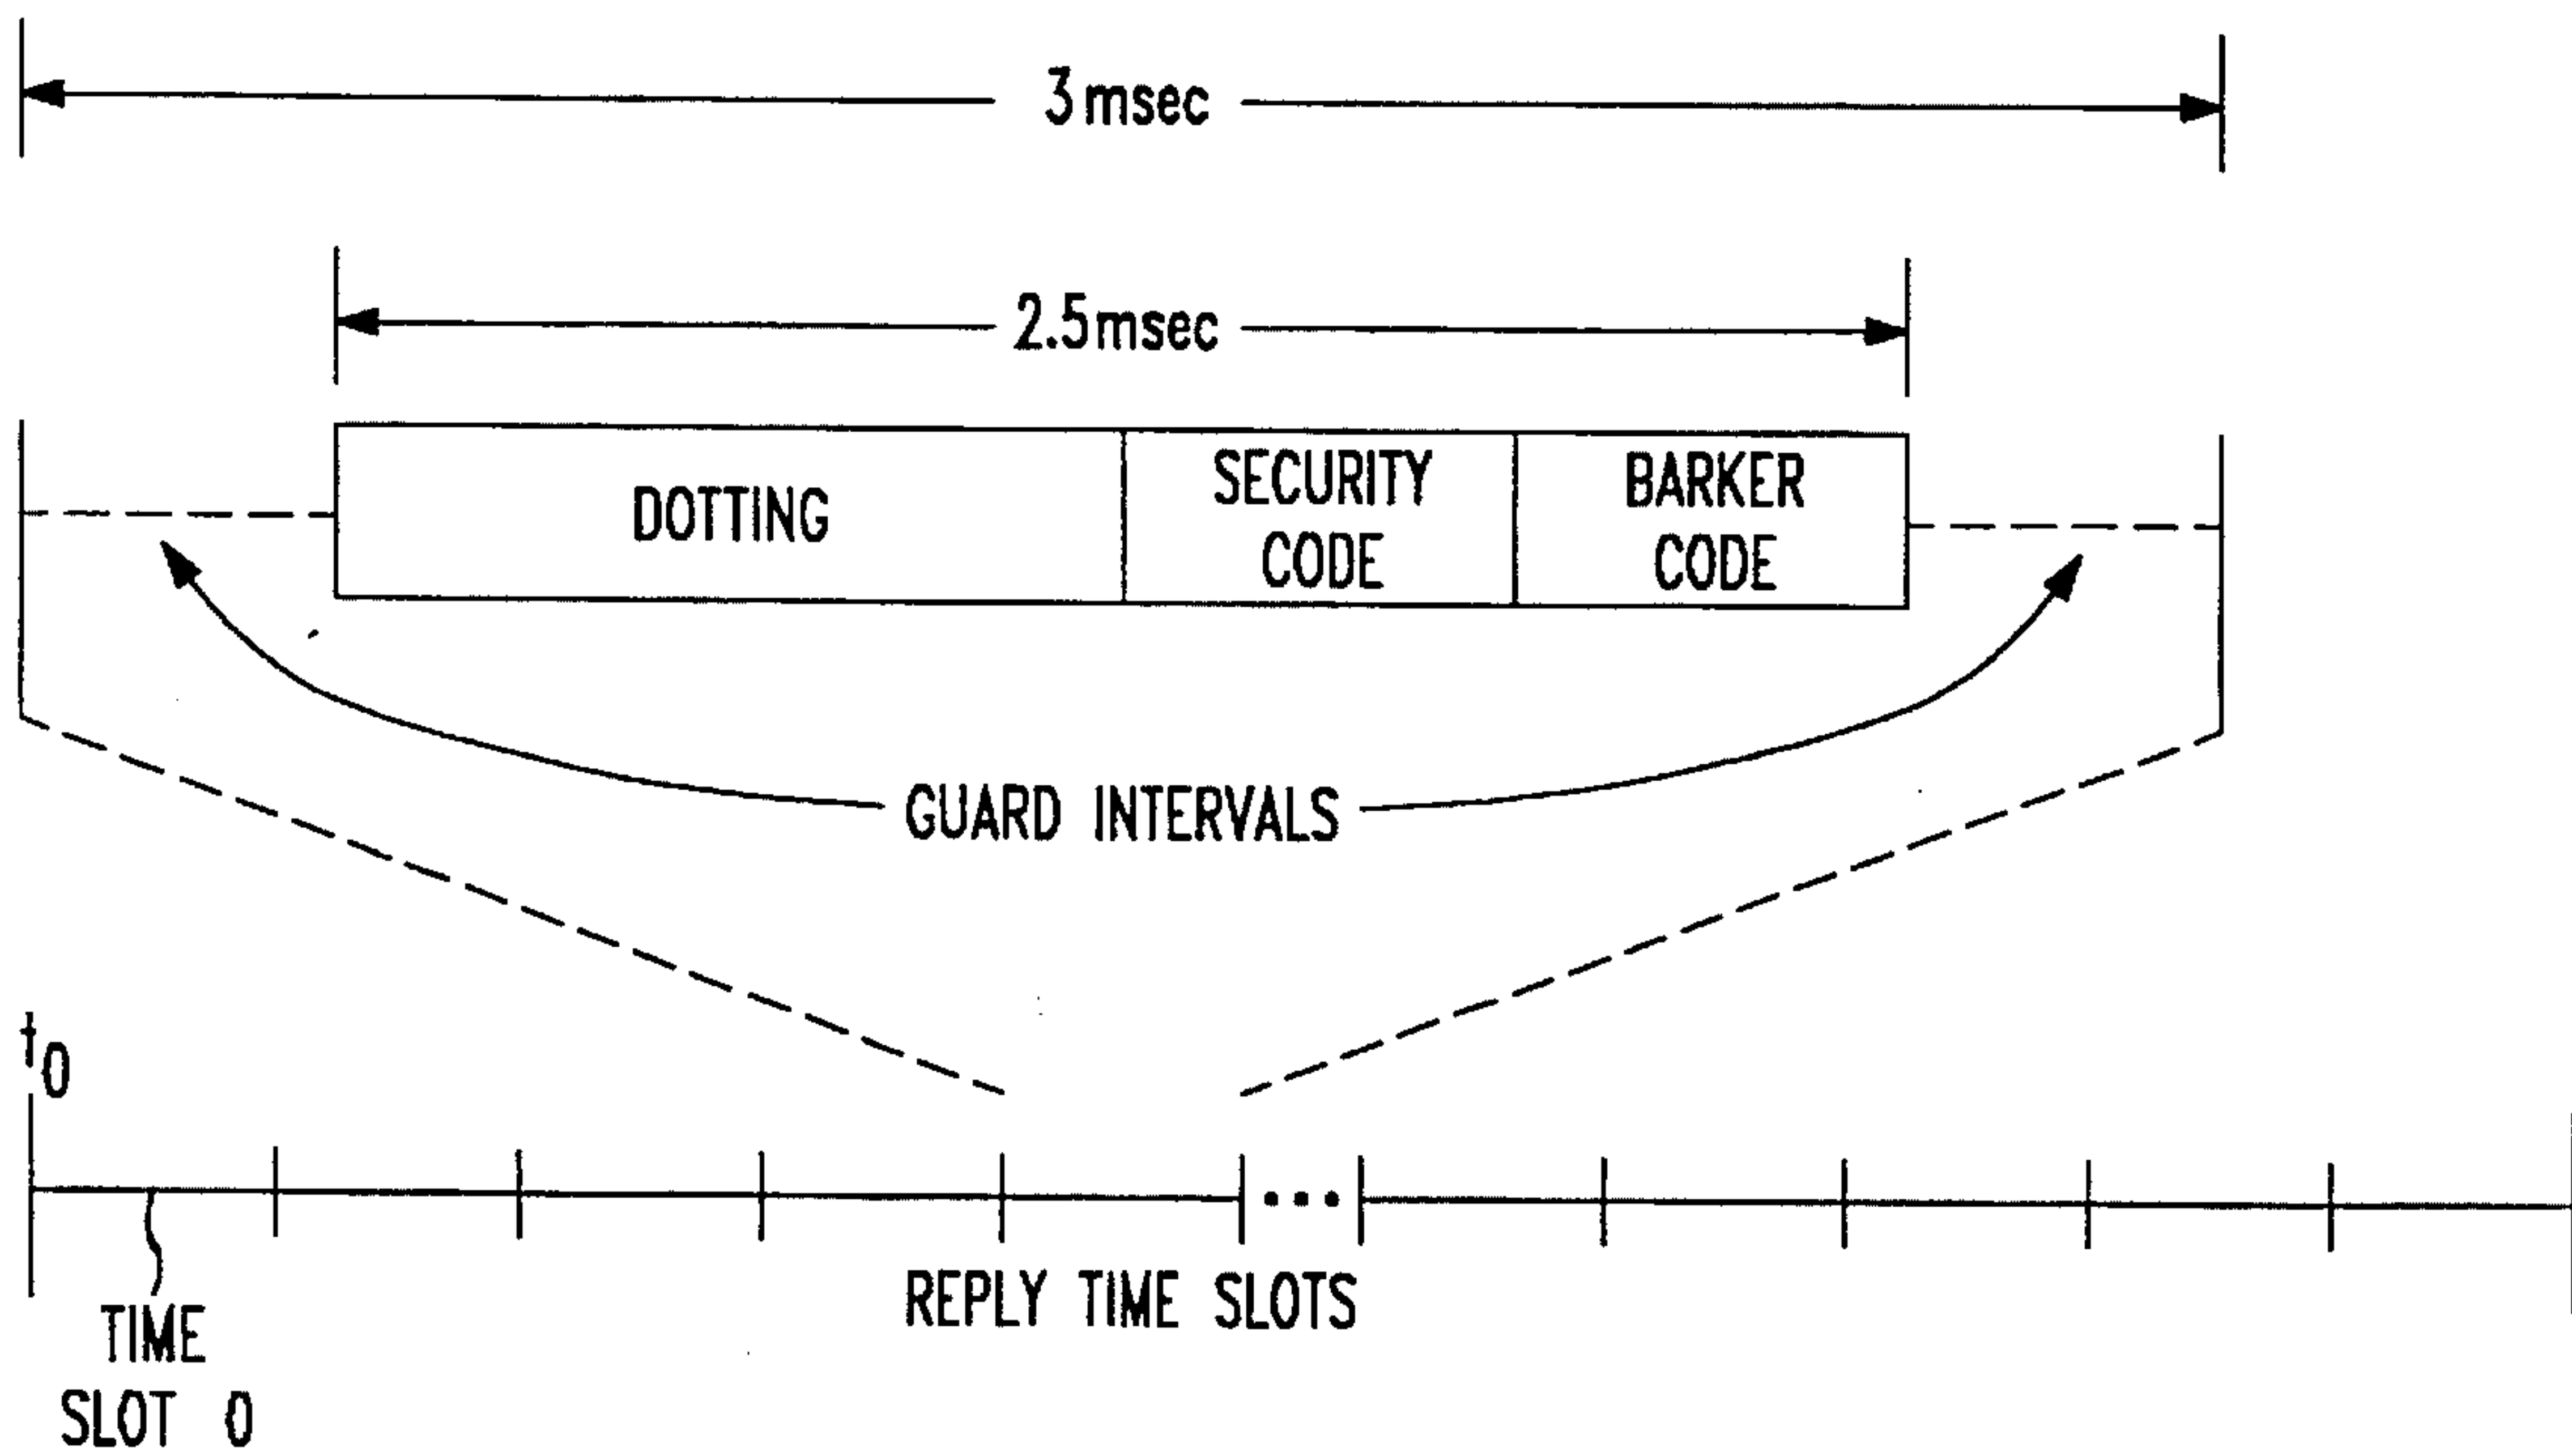 3 msec
2.5 msec
DOTTING
SECURITY
CODE
BARKER
CODE
GUARD INTERVALS
t0
REPLY TIME SLOTS
TIME
SLOT 0